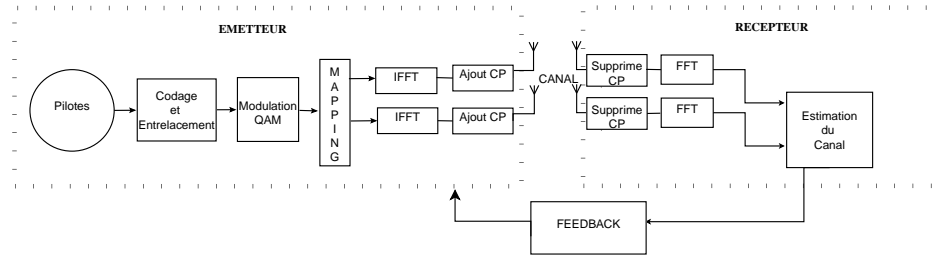 EMETTEUR
RECEPTEUR
Pilotes
Codage
et
Entrelacement
Modulation
QAM
M
A
P
P
I
N
G
IFFT
Ajout CP
IFFT
Ajout CP
CANAL
Supprime
CP
FFT
Supprime
CP
FFT
Estimation
du
Canal
FEEDBACK